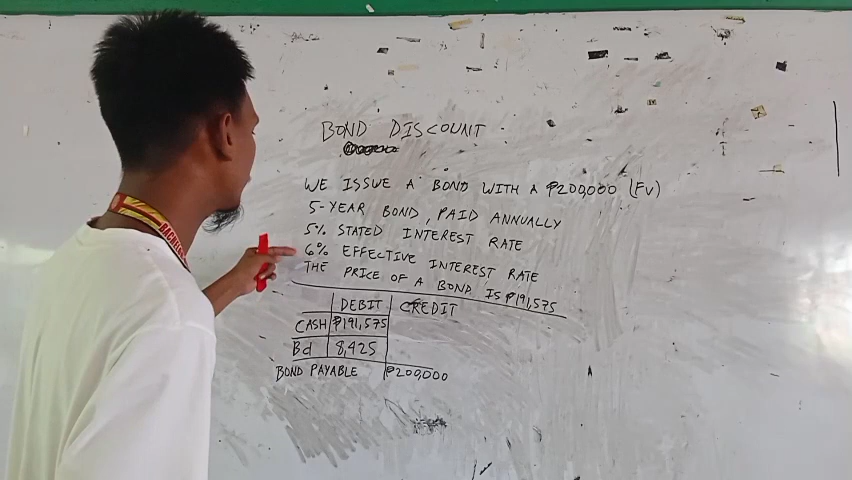 BOND DISCOUNT
WE ISSUE A BOND WITH A ₱200,000 (FV)
5-YEAR BOND, PAID ANNUALLY
5% STATED INTEREST RATE
6% EFFECTIVE INTEREST RATE
THE PRICE OF A BOND IS ₱191,575
DEBIT CREDIT
CASH ₱191,575
Bd 8,425
BOND PAYABLE ₱200,000